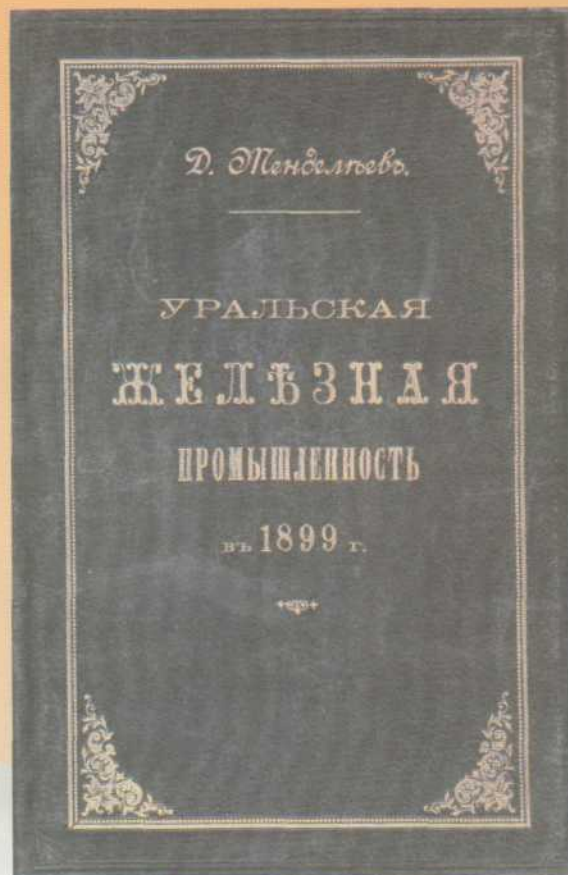 Д. Менделѣевъ.
УРАЛЬСКАЯ
ЖЕЛѢЗНАЯ
ПРОМЫШЛЕННОСТЬ
въ 1899 г.